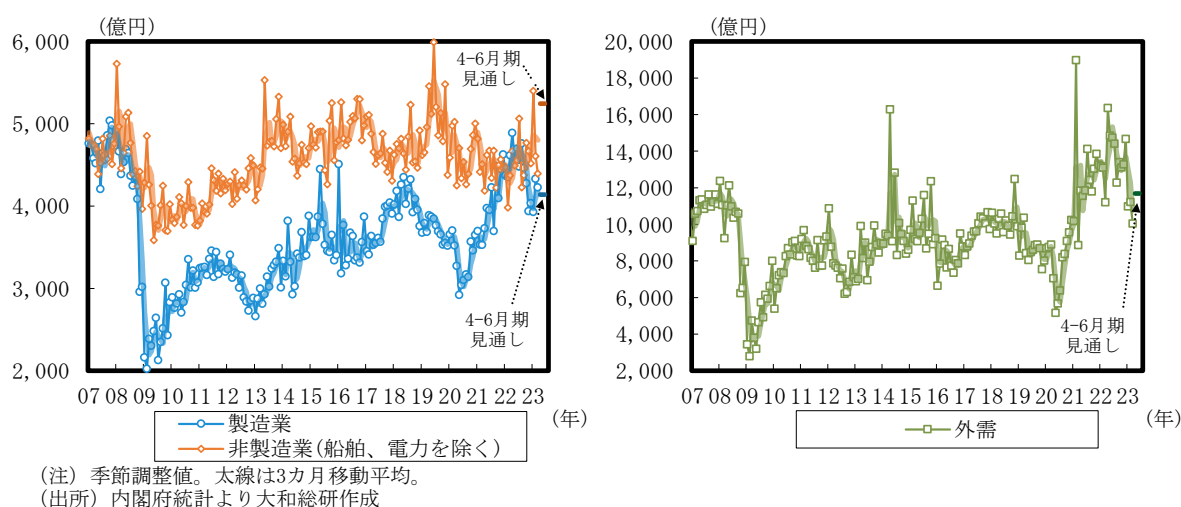 (億円)
6,000
5,000
4,000
3,000
2,000
4-6月期
見通し
4-6月期
見通し
07 08 09 10 11 12 13 14 15 16 17 18 19 20 21 22 23
(年)
製造業
非製造業(船舶、電力を除く)
(億円)
20,000
18,000
16,000
14,000
12,000
10,000
8,000
6,000
4,000
2,000
4-6月期
見通し
07 08 09 10 11 12 13 14 15 16 17 18 19 20 21 22 23
(年)
外需
(注) 季節調整値。太線は3カ月移動平均。
(出所) 内閣府統計より大和総研作成